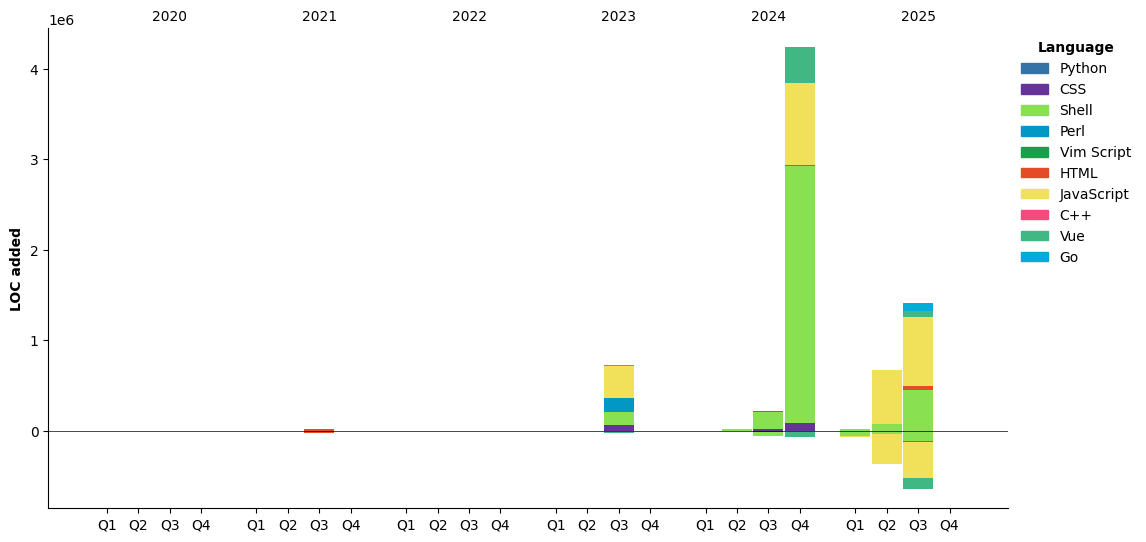 1e6
2020 2021 2022 2023 2024 2025
Language
Python
CSS
Shell
Perl
Vim Script
HTML
JavaScript
C++
Vue
Go
LOC added
4
3
2
1
0
Q1 Q2 Q3 Q4 Q1 Q2 Q3 Q4 Q1 Q2 Q3 Q4 Q1 Q2 Q3 Q4 Q1 Q2 Q3 Q4 Q1 Q2 Q3 Q4